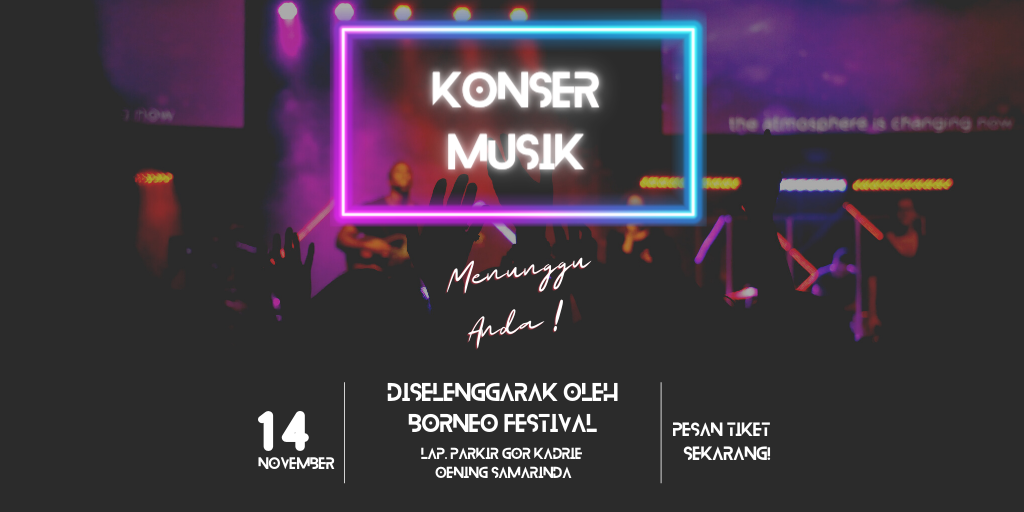 now
the atmosphere is changing now
KONSER
MUSIK
Menunggu
Anda !
14
NOVEMBER
DISELENGGARAK OLEH
BORNEO FESTIVAL
LAP. PARKIR GOR KADRIE
OENING SAMARINDA
PESAN TIKET
SEKARANG!